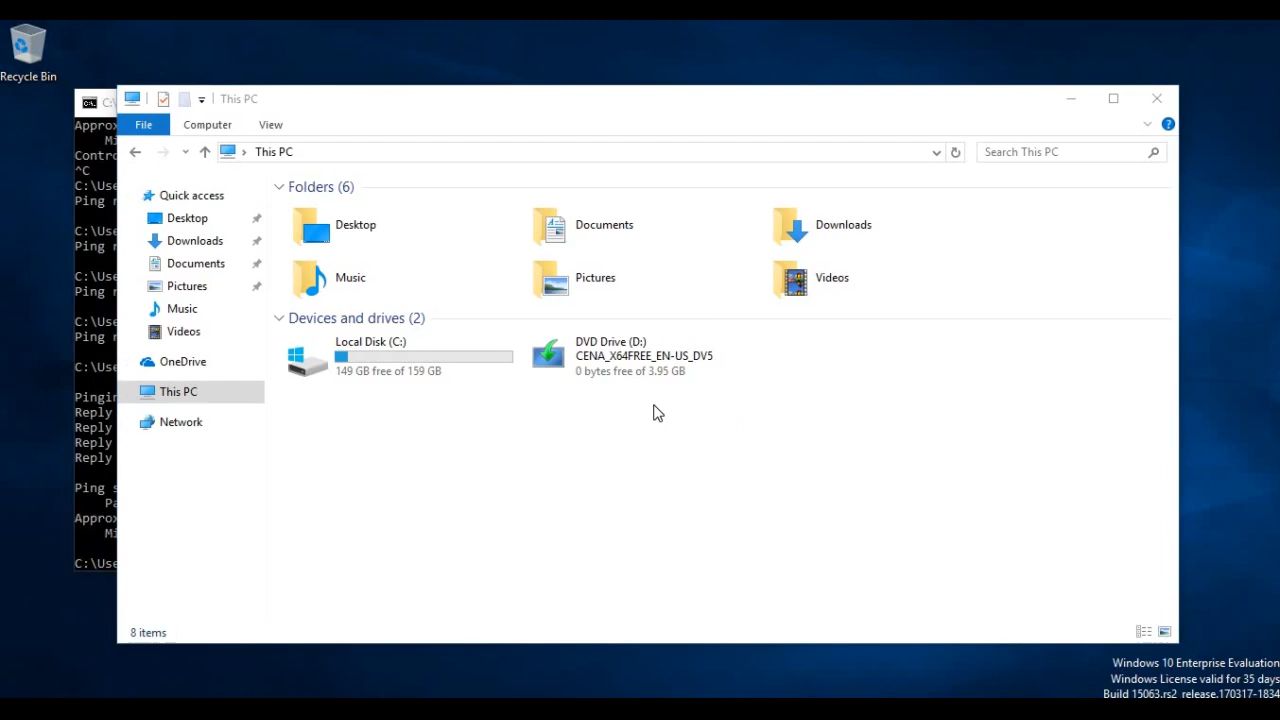 Recycle Bin
C:\
This PC
File Computer View
This PC
Search This PC
Quick access
Desktop
Downloads
Documents
Pictures
Music
Videos
OneDrive
This PC
Network
Folders (6)
Desktop
Documents
Downloads
Music
Pictures
Videos
Devices and drives (2)
Local Disk (C:)
149 GB free of 159 GB
DVD Drive (D:)
CENA_X64FREE_EN-US_DV5
0 bytes free of 3.95 GB
8 items
Approx
Mi
Contro
^C
C:\Use
Ping r
C:\Use
Ping r
C:\Use
Ping r
C:\Use
Ping r
C:\Use
Pingin
Reply
Reply
Reply
Reply
Ping s
Pa
Approx
Mi
C:\Use
Windows 10 Enterprise Evaluation
Windows License valid for 35 days
Build 15063.rs2_release.170317-1834